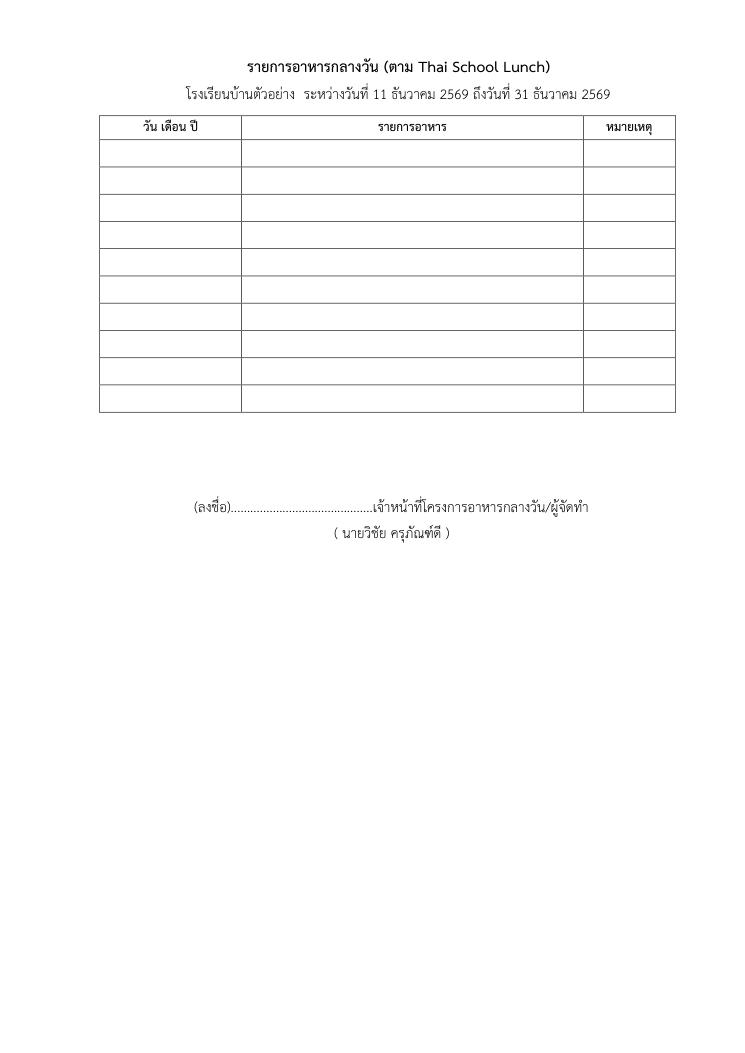 รายการอาหารกลางวัน (ตาม Thai School Lunch)
โรงเรียนบ้านตัวอย่าง ระหว่างวันที่ 11 ธันวาคม 2569 ถึงวันที่ 31 ธันวาคม 2569
วัน เดือน ปี รายการอาหาร หมายเหตุ
(ลงชื่อ)............................................เจ้าหน้าที่โครงการอาหารกลางวัน/ผู้จัดทำ
( นายวิชัย ครุภัณฑ์ดี )